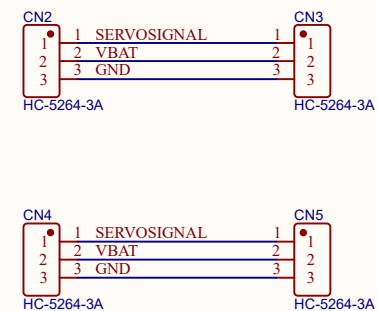 CN2 CN3
1 1 SERVOSIGNAL 1 1
2 2 VBAT 2 2
3 3 GND 3 3
HC-5264-3A HC-5264-3A
CN4 CN5
1 1 SERVOSIGNAL 1 1
2 2 VBAT 2 2
3 3 GND 3 3
HC-5264-3A HC-5264-3A